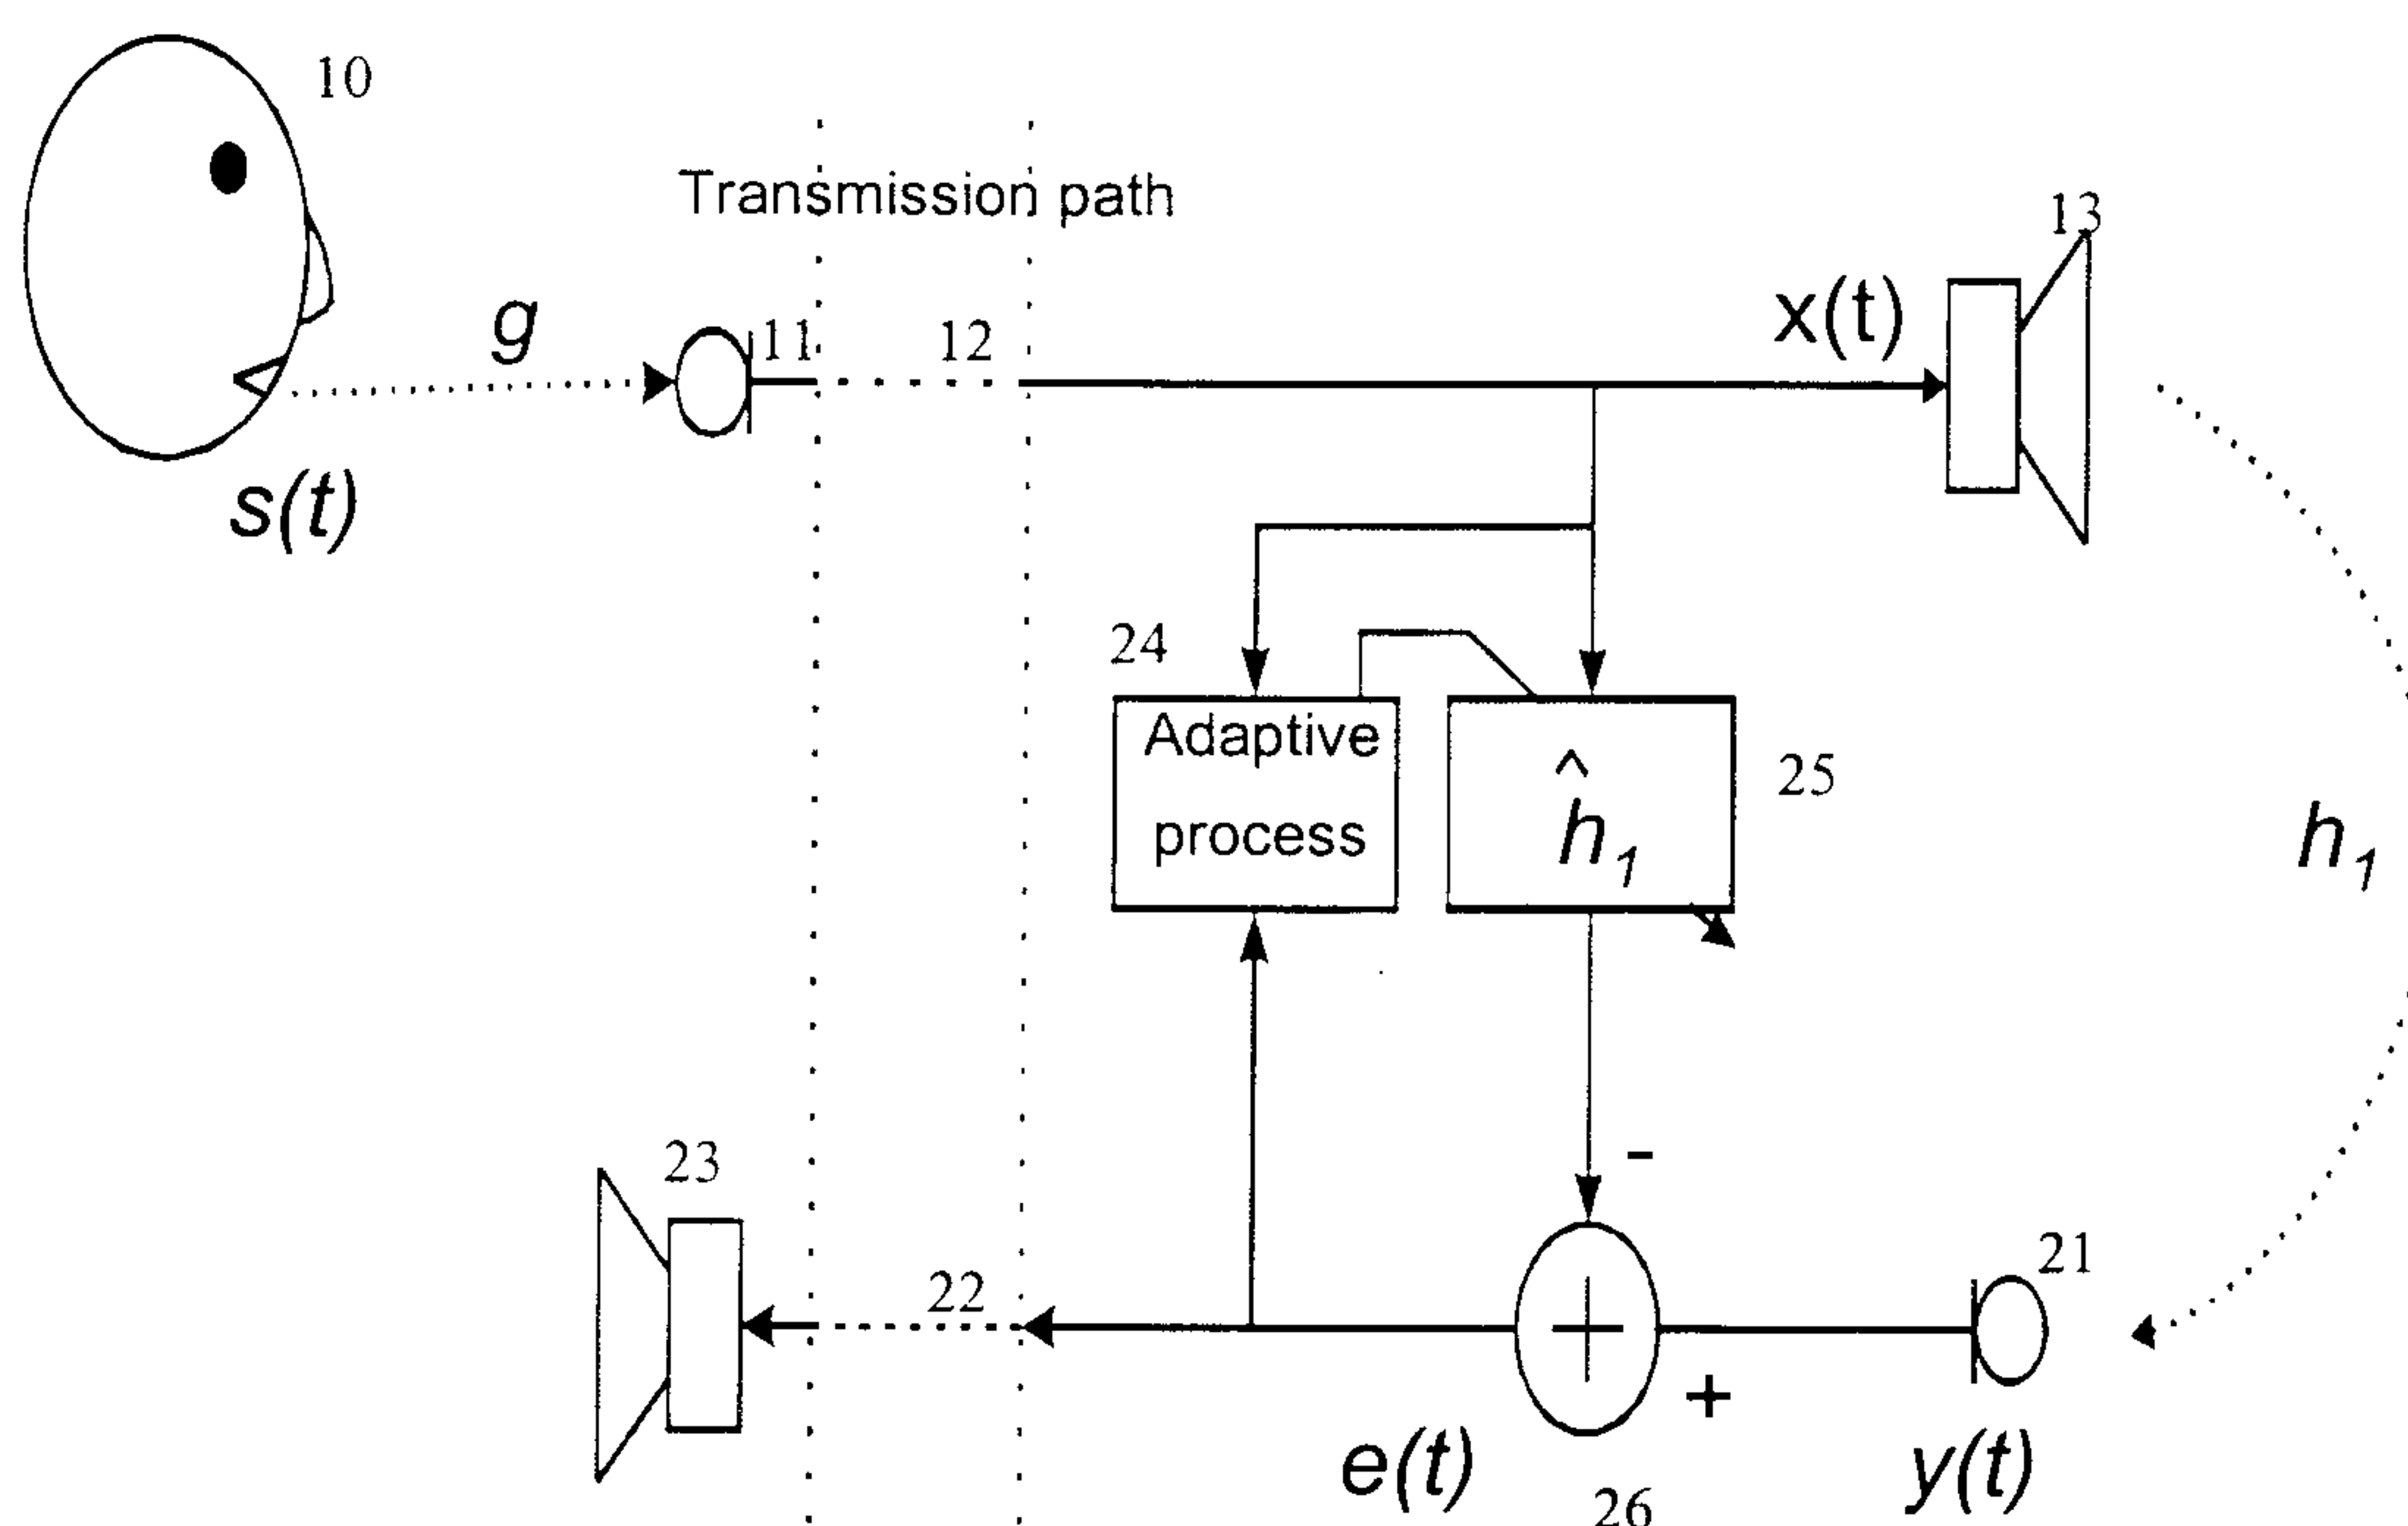 10
Transmission path
13
g
11
12
x(t)
s(t)
24
Adaptive
process
ĥ1
25
h1
23
22
21
-
+
+
e(t)
y(t)
26